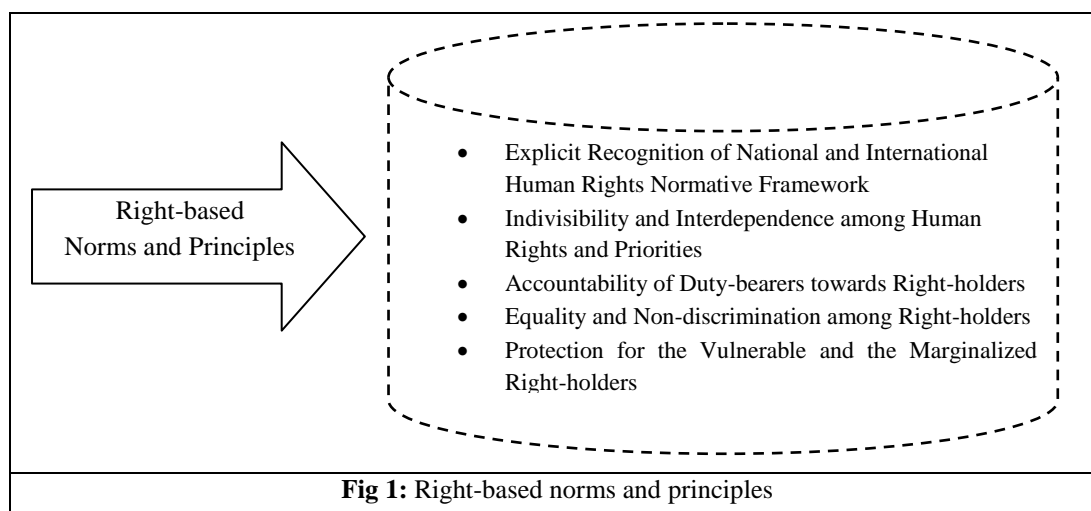 Right-based
Norms and Principles
• Explicit Recognition of National and International
Human Rights Normative Framework
• Indivisibility and Interdependence among Human
Rights and Priorities
• Accountability of Duty-bearers towards Right-holders
• Equality and Non-discrimination among Right-holders
• Protection for the Vulnerable and the Marginalized
Right-holders
Fig 1: Right-based norms and principles